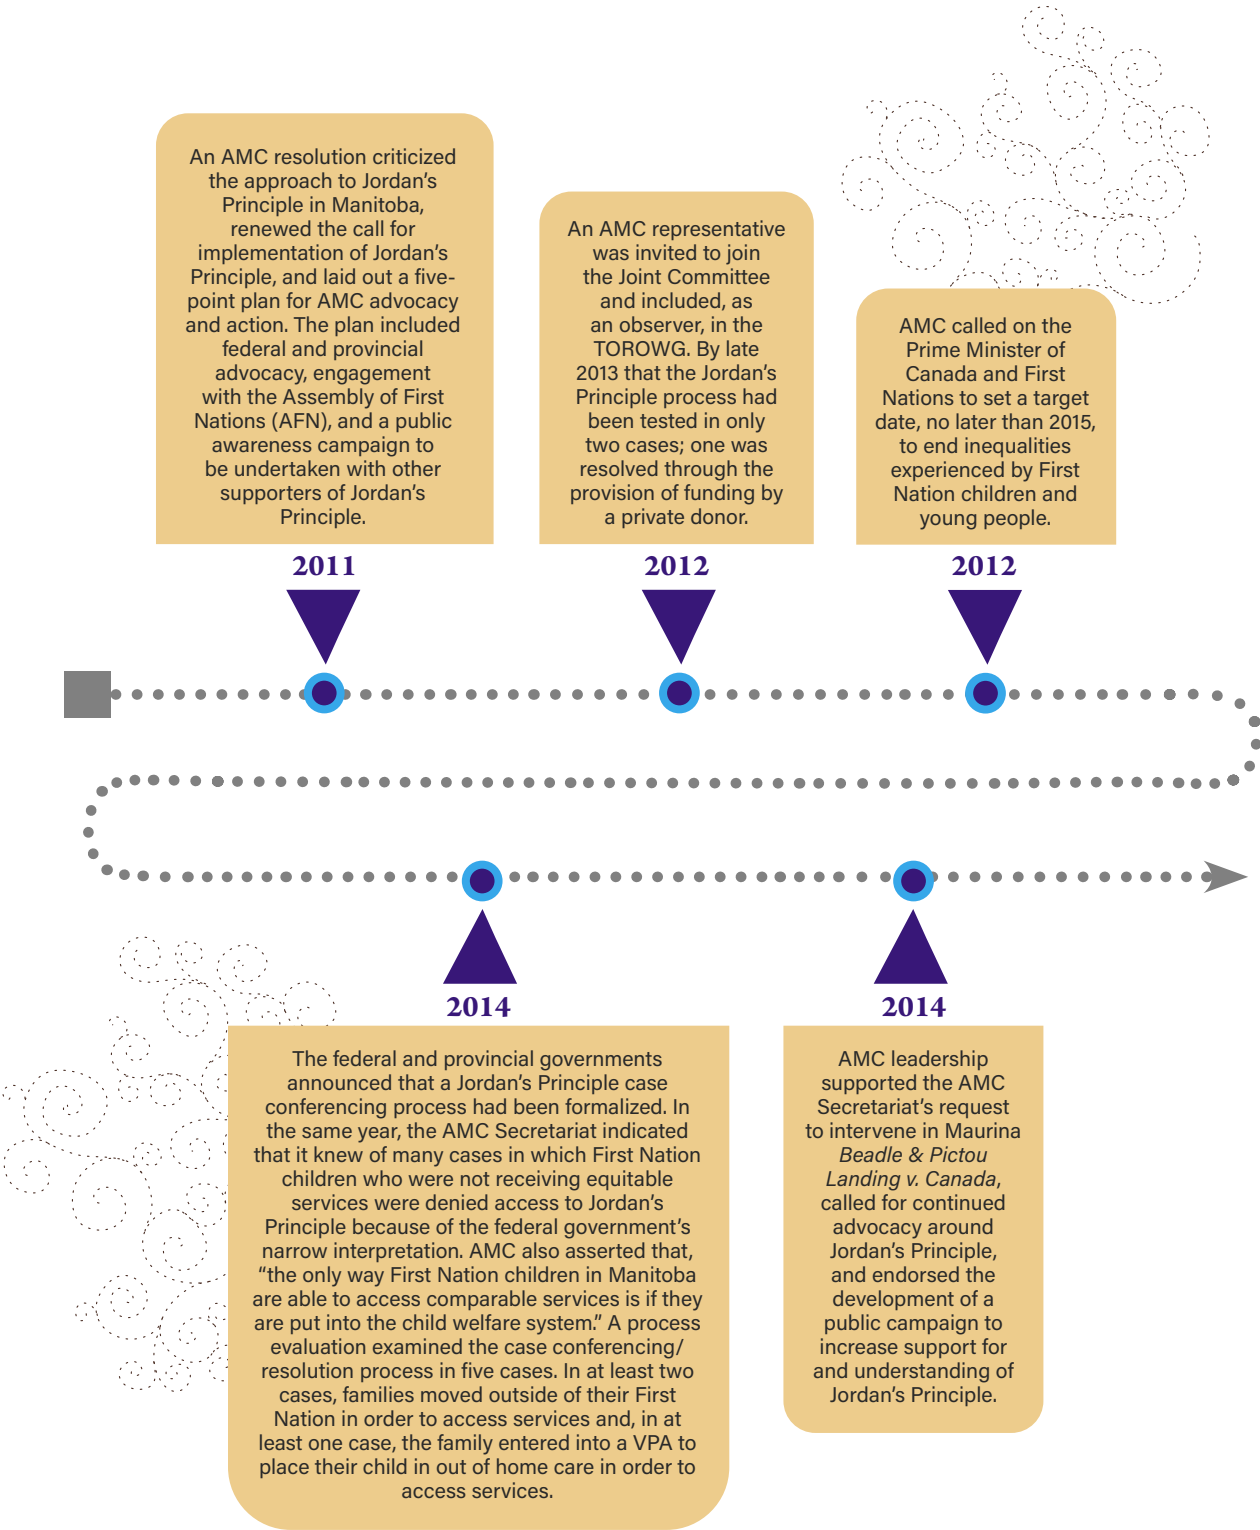 An AMC resolution criticized
the approach to Jordan's
Principle in Manitoba,
renewed the call for
implementation of Jordan's
Principle, and laid out a five-
point plan for AMC advocacy
and action. The plan included
federal and provincial
advocacy, engagement
with the Assembly of First
Nations (AFN), and a public
awareness campaign to
be undertaken with other
supporters of Jordan's
Principle.
2011
An AMC representative
was invited to join
the Joint Committee
and included, as
an observer, in the
TOROWG. By late
2013 that the Jordan's
Principle process had
been tested in only
two cases; one was
resolved through the
provision of funding by
a private donor.
2012
AMC called on the
Prime Minister of
Canada and First
Nations to set a target
date, no later than 2015,
to end inequalities
experienced by First
Nation children and
young people.
2012
2014
The federal and provincial governments
announced that a Jordan's Principle case
conferencing process had been formalized. In
the same year, the AMC Secretariat indicated
that it knew of many cases in which First Nation
children who were not receiving equitable
services were denied access to Jordan's
Principle because of the federal government's
narrow interpretation. AMC also asserted that,
"the only way First Nation children in Manitoba
are able to access comparable services is if they
are put into the child welfare system." A process
evaluation examined the case conferencing/
resolution process in five cases. In at least two
cases, families moved outside of their First
Nation in order to access services and, in at
least one case, the family entered into a VPA to
place their child in out of home care in order to
access services.
2014
AMC leadership
supported the AMC
Secretariat's request
to intervene in Maurina
Beadle & Pictou
Landing v. Canada,
called for continued
advocacy around
Jordan's Principle,
and endorsed the
development of a
public campaign to
increase support for
and understanding of
Jordan's Principle.